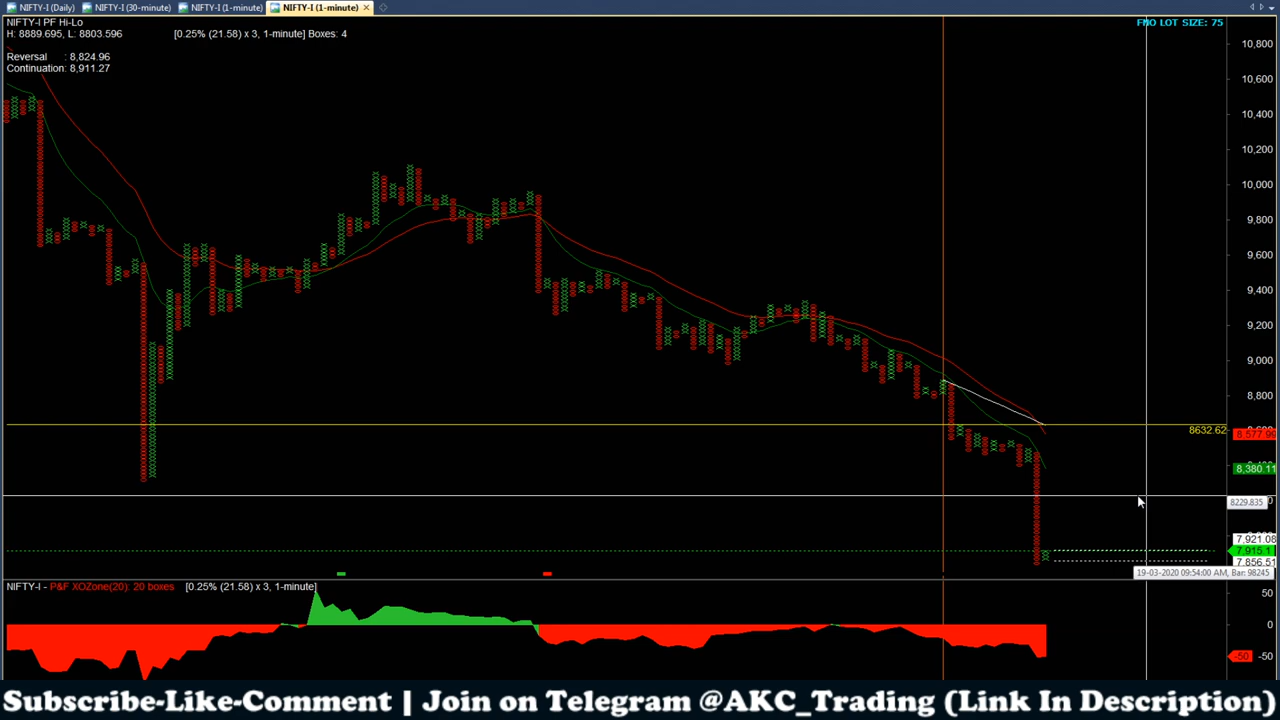 NIFTY-I (Daily)
NIFTY-I (30-minute)
NIFTY-I (1-minute)
NIFTY-I (1-minute)
NIFTY-I PF Hi-Lo
H: 8889.695, L: 8803.596 [0.25% (21.58) x 3, 1-minute] Boxes: 4
FNO LOT SIZE: 75
Reversal : 8,824.96
Continuation: 8,911.27
10,800
10,600
10,400
10,200
10,000
9,800
9,600
9,400
9,200
9,000
8,800
8632.62
8,577.99
8,380.11
8229.835
7,921.08
7,915.1
7,856.51
19-03-2020 09:54:00 AM, Bar: 98245
NIFTY-I - P&F XOZone(20): 20 boxes [0.25% (21.58) x 3, 1-minute]
50
0
-50
-50
Subscribe-Like-Comment | Join on Telegram @AKC_Trading (Link In Description)